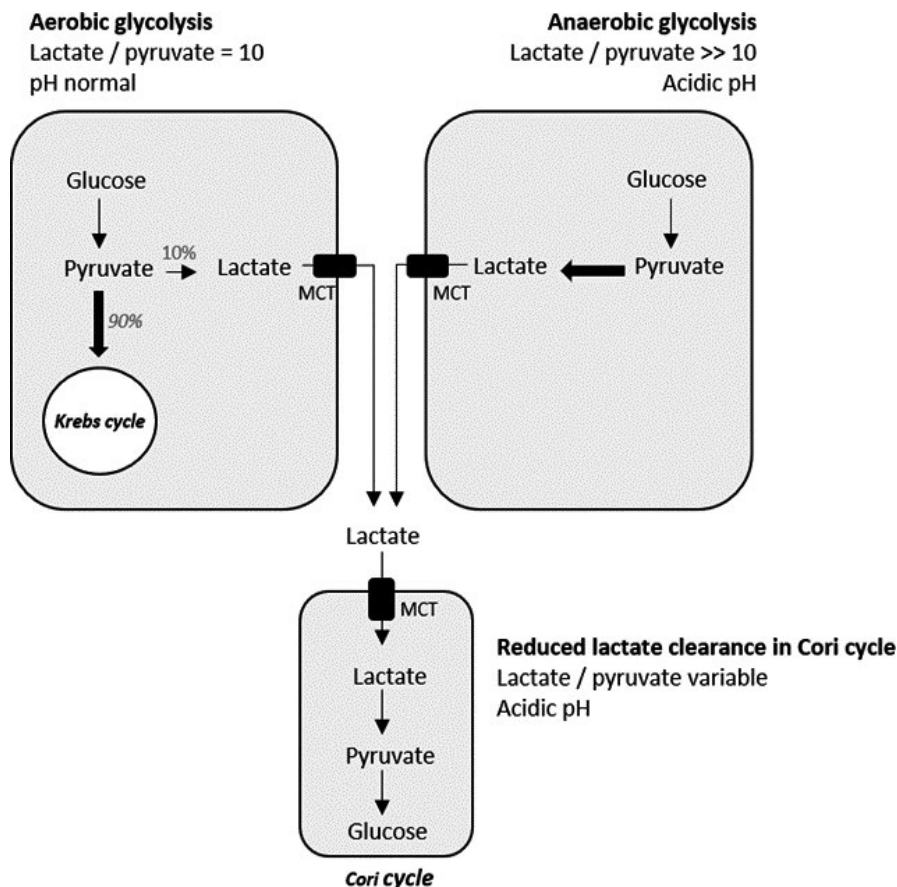 Aerobic glycolysis
Lactate / pyruvate = 10
pH normal
Anaerobic glycolysis
Lactate / pyruvate >> 10
Acidic pH
Glucose
Pyruvate
10%
Lactate
MCT
90%
Krebs cycle
Glucose
Pyruvate
Lactate
MCT
Lactate
MCT
Lactate
Pyruvate
Glucose
Cori cycle
Reduced lactate clearance in Cori cycle
Lactate / pyruvate variable
Acidic pH